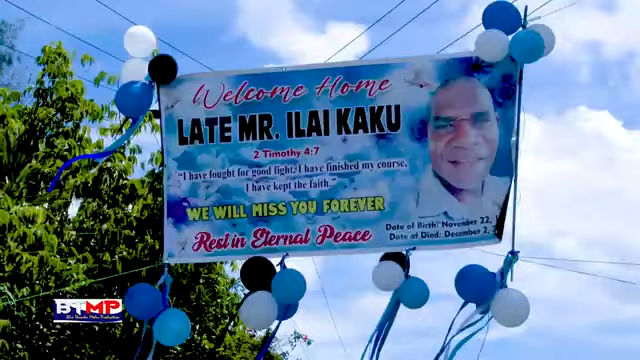 Welcome Home
LATE MR. ILAI KAKU
2 Timothy 4:7
"I have fought for good fight, I have finished my course,
I have kept the faith."
WE WILL MISS YOU FOREVER
Rest in Eternal Peace
Date of Birth: November 22,
Date of Died: December 2, 2
BTMP